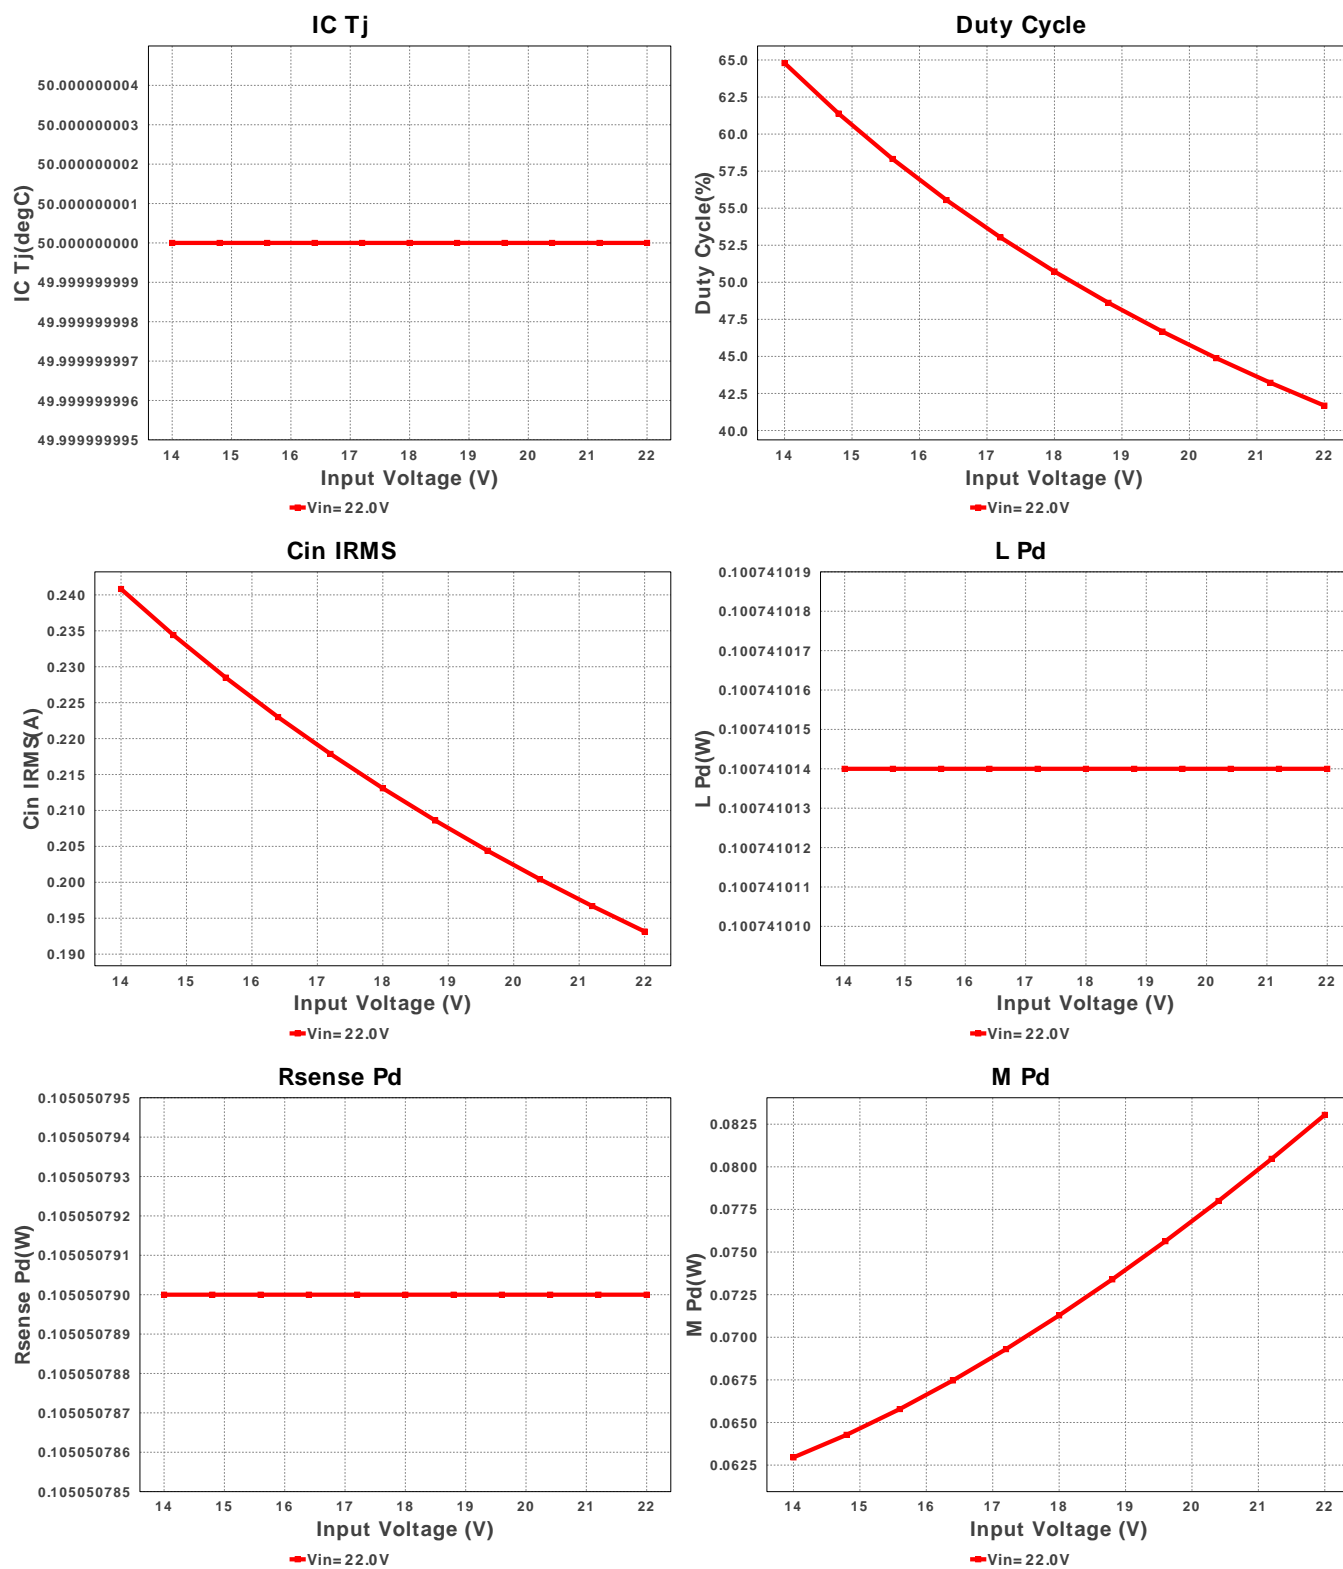 IC Tj
50.000000004
50.000000003
50.000000002
50.000000001
50.000000000
49.999999999
49.999999998
49.999999997
49.999999996
49.999999995
IC Tj(degC)
14 15 16 17 18 19 20 21 22
Input Voltage (V)
Vin=22.0V
Duty Cycle
65.0
62.5
60.0
57.5
55.0
52.5
50.0
47.5
45.0
42.5
40.0
Duty Cycle(%)
14 15 16 17 18 19 20 21 22
Input Voltage (V)
Vin=22.0V
Cin IRMS
0.240
0.235
0.230
0.225
0.220
0.215
0.210
0.205
0.200
0.195
0.190
Cin IRMS(A)
14 15 16 17 18 19 20 21 22
Input Voltage (V)
Vin=22.0V
L Pd
0.100741019
0.100741018
0.100741017
0.100741016
0.100741015
0.100741014
0.100741013
0.100741012
0.100741011
0.100741010
L Pd(W)
14 15 16 17 18 19 20 21 22
Input Voltage (V)
Vin=22.0V
Rsense Pd
0.105050795
0.105050794
0.105050793
0.105050792
0.105050791
0.105050790
0.105050789
0.105050788
0.105050787
0.105050786
0.105050785
Rsense Pd(W)
14 15 16 17 18 19 20 21 22
Input Voltage (V)
Vin=22.0V
M Pd
0.0825
0.0800
0.0775
0.0750
0.0725
0.0700
0.0675
0.0650
0.0625
M Pd(W)
14 15 16 17 18 19 20 21 22
Input Voltage (V)
Vin=22.0V